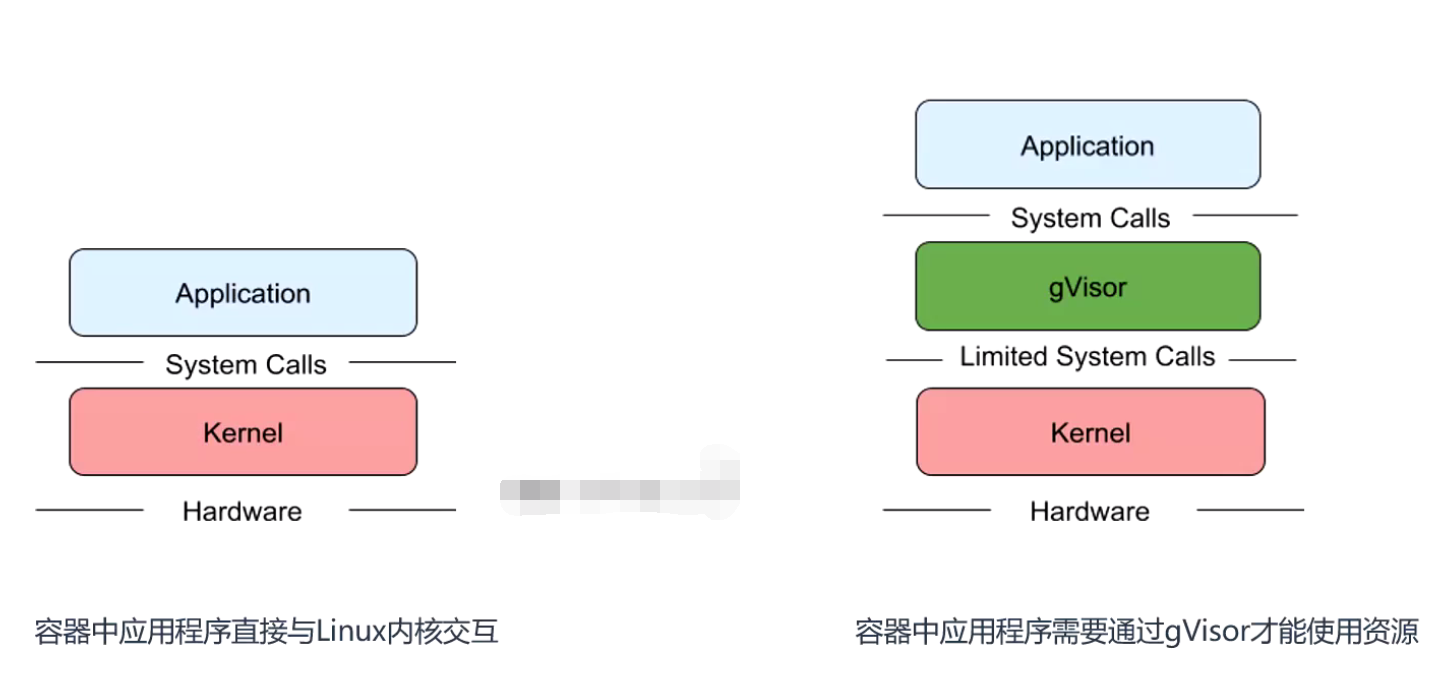 Application
System Calls
Kernel
Hardware
容器中应用程序直接与Linux内核交互
Application
System Calls
gVisor
Limited System Calls
Kernel
Hardware
容器中应用程序需要通过gVisor才能使用资源